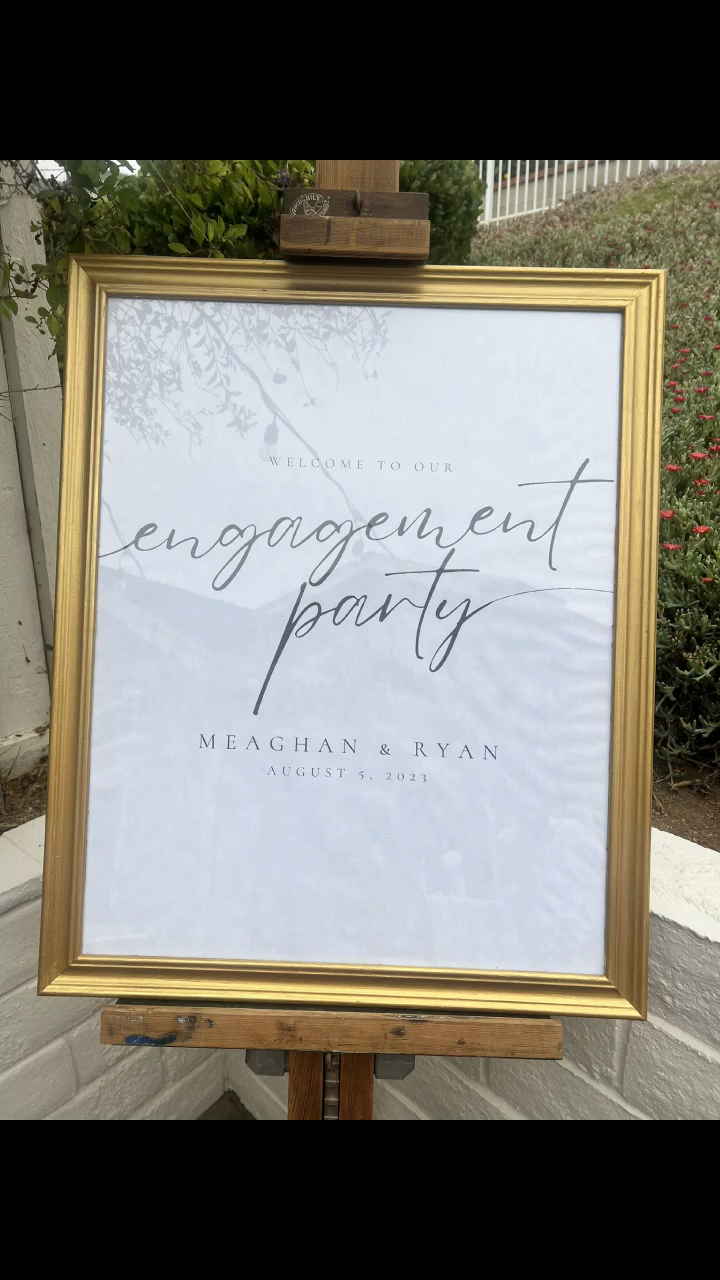 WELCOME TO OUR
engagement
party
MEAGHAN & RYAN
AUGUST 5, 2023